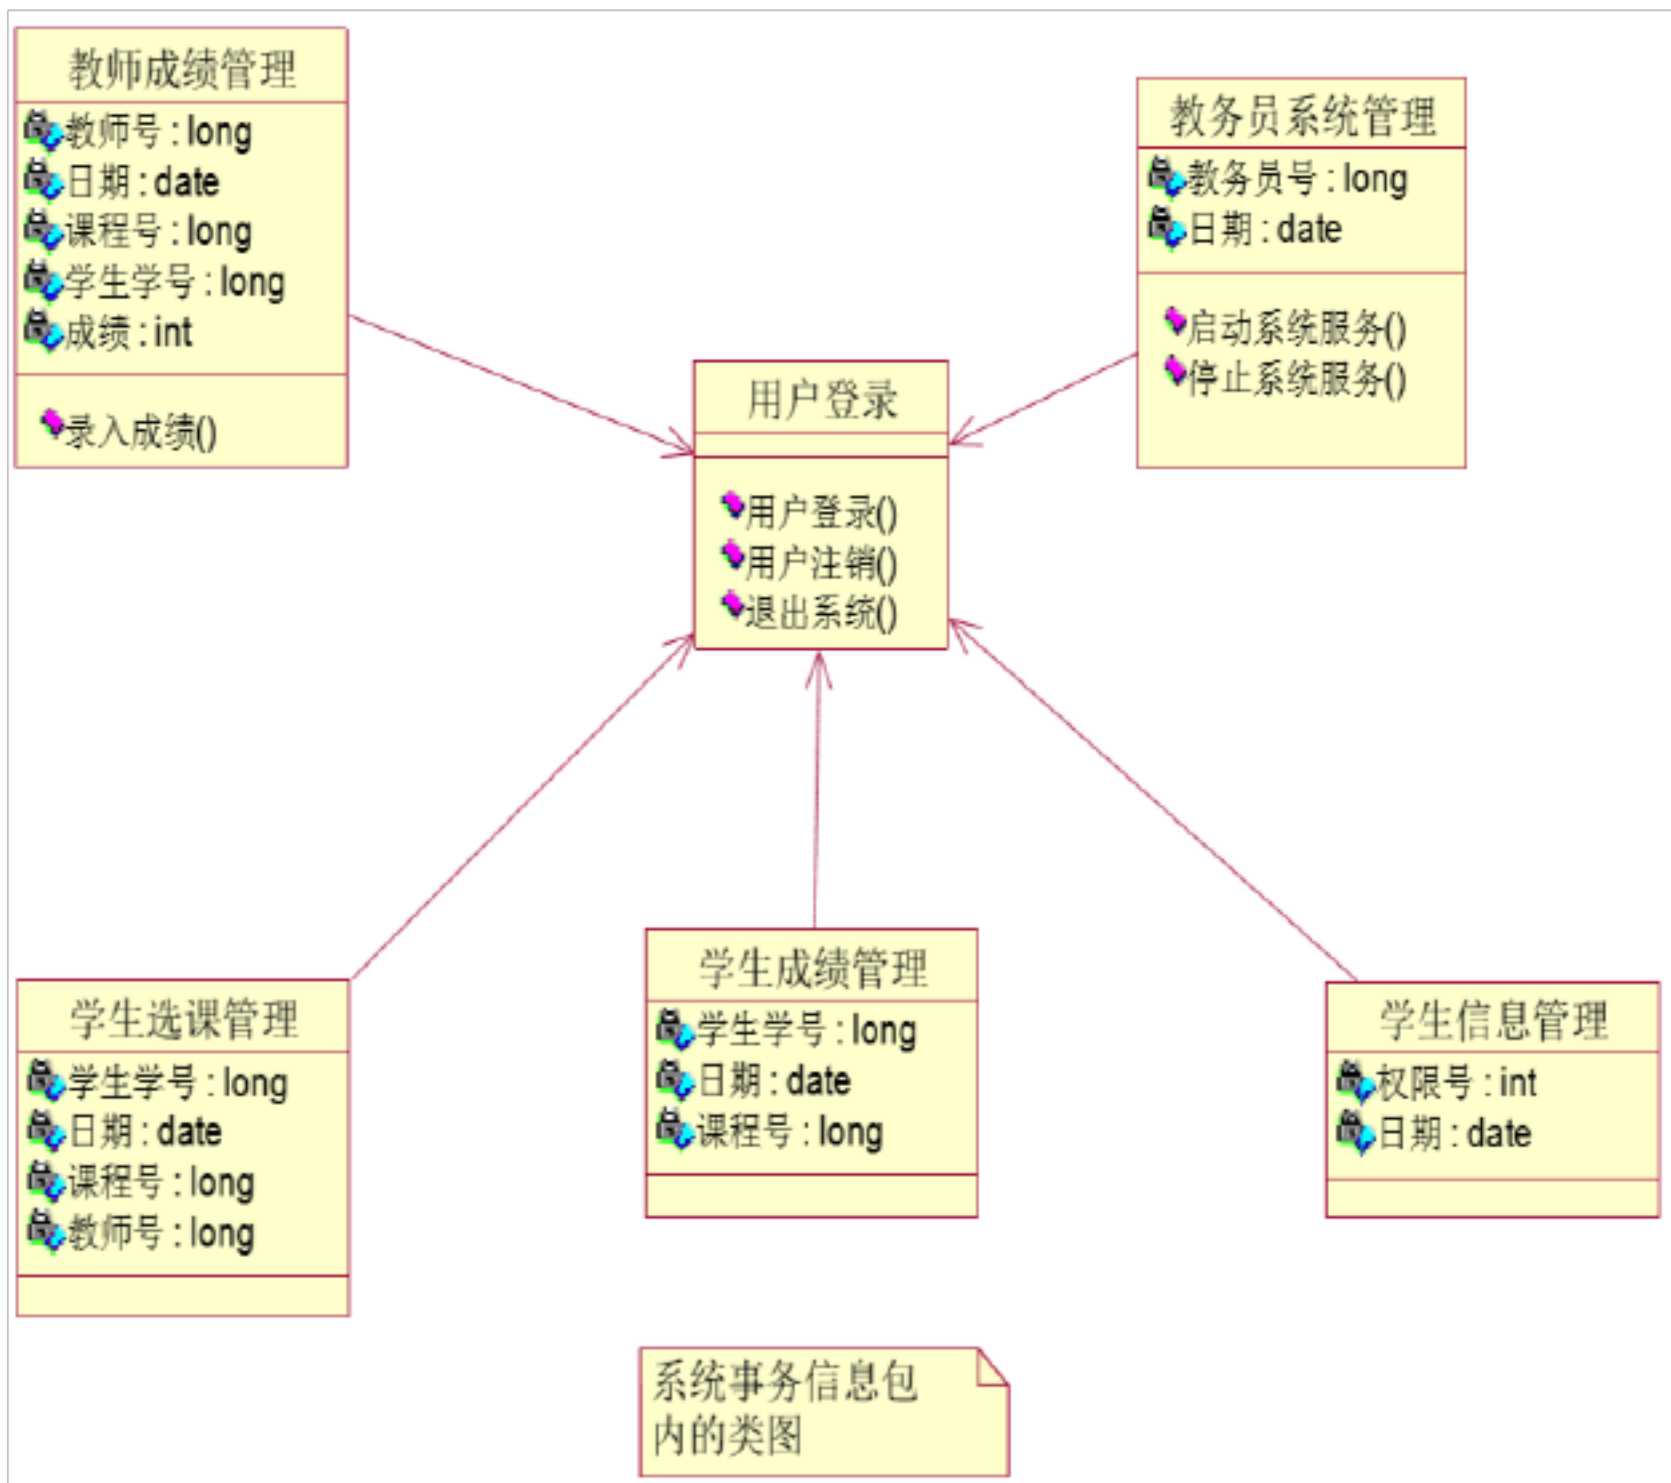 教师成绩管理
教师号 : long
日期 : date
课程号 : long
学生学号 : long
成绩 : int
录入成绩()
教务员系统管理
教务员号 : long
日期 : date
启动系统服务()
停止系统服务()
用户登录
用户登录()
用户注销()
退出系统()
学生选课管理
学生学号 : long
日期 : date
课程号 : long
教师号 : long
学生成绩管理
学生学号 : long
日期 : date
课程号 : long
学生信息管理
权限号 : int
日期 : date
系统事务信息包
内的类图